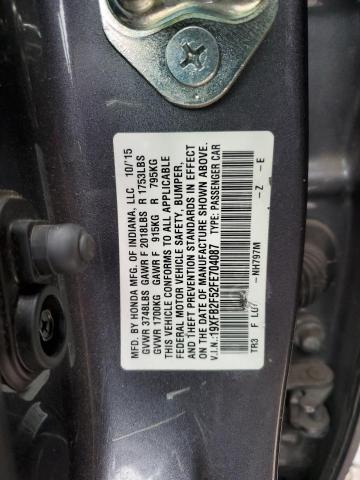 MFD. BY HONDA MFG. OF INDIANA, LLC 10/15
GVWR 3748LBS GAWR F 2018LBS R 1753LBS
GVWR 1700KG GAWR F 915KG R 795KG
THIS VEHICLE CONFORMS TO ALL APPLICABLE
FEDERAL MOTOR VEHICLE SAFETY, BUMPER,
AND THEFT PREVENTION STANDARDS IN EFFECT
ON THE DATE OF MANUFACTURE SHOWN ABOVE.
V.I.N.:19XFB2F52FE704087 TYPE: PASSENGER CAR
TR3 F NH797M Z E